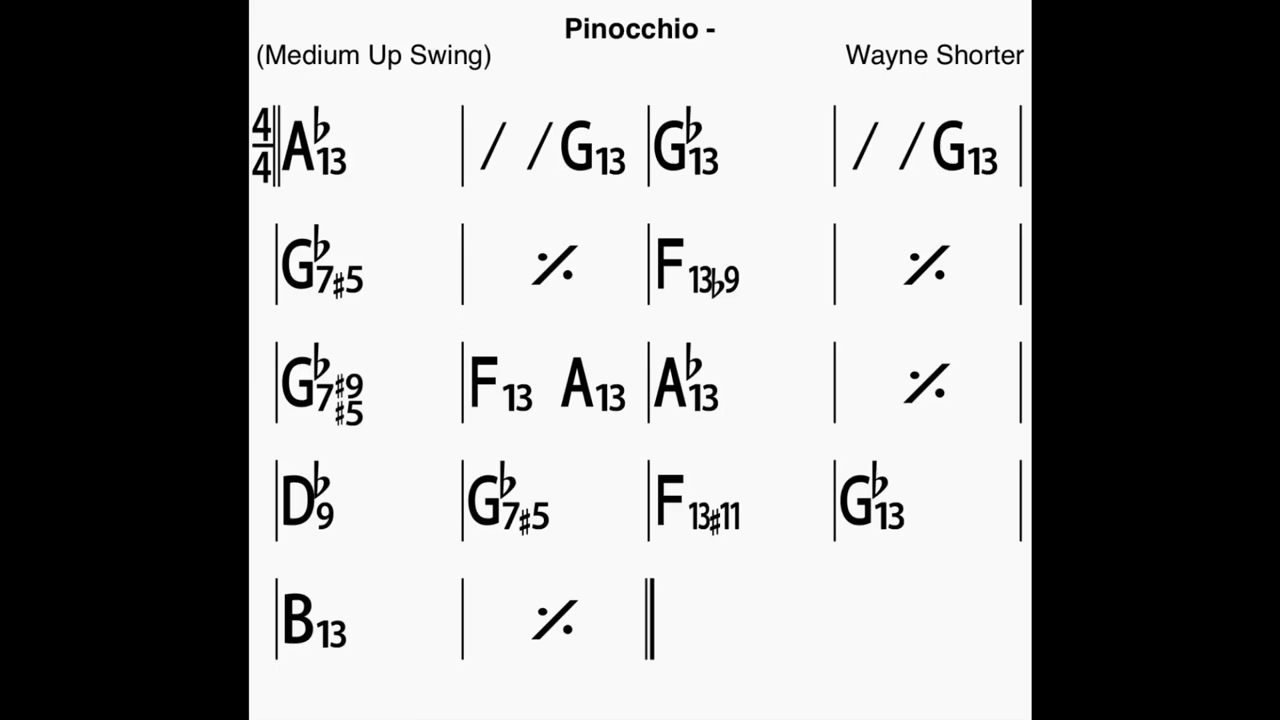 Pinocchio -
(Medium Up Swing) Wayne Shorter
4/4 A♭13 | / / G13 | G♭13 | / / G13 |
| G♭7♯5 | 𝄎 | F13♭9 | 𝄎 |
| G♭7♯9♯5 | F13 A13 | A♭13 | 𝄎 |
| D♭9 | G♭7♯5 | F13♯11 | G♭13 |
| B13 | 𝄎 ‖